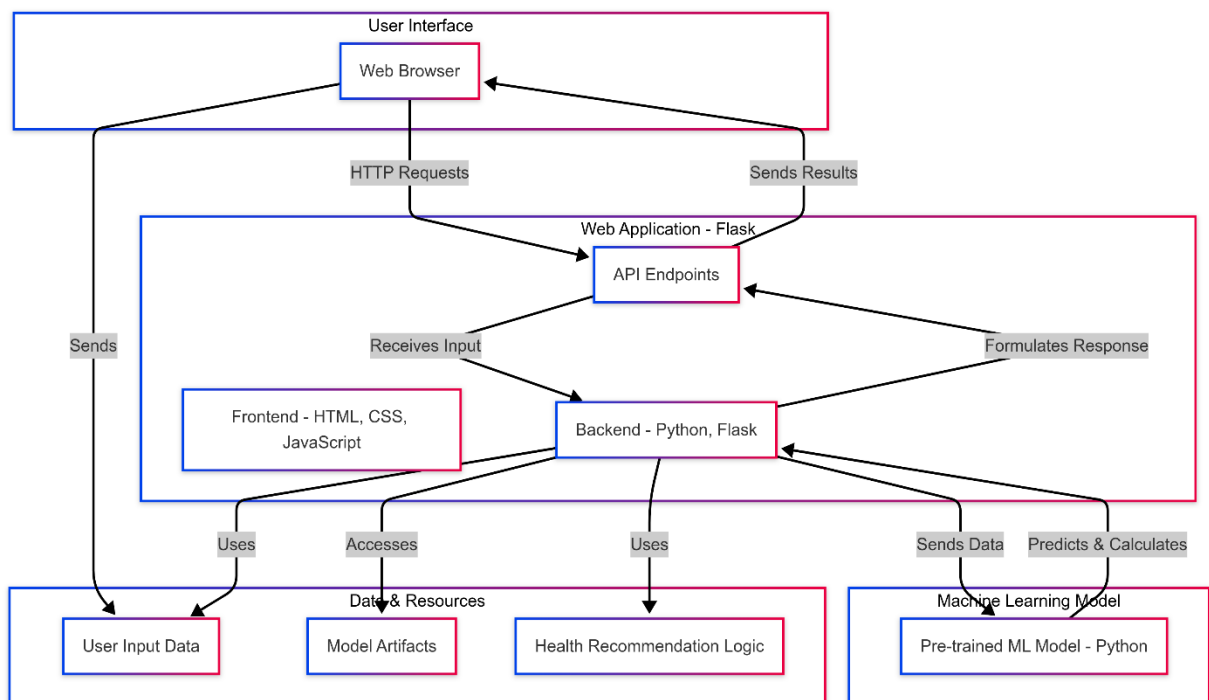 User Interface
Web Browser
HTTP Requests
Sends Results
Web Application - Flask
API Endpoints
Sends
Receives Input
Formulates Response
Frontend - HTML, CSS,
JavaScript
Backend - Python, Flask
Uses
Accesses
Uses
Sends Data
Predicts & Calculates
Data & Resources
Machine Learning Model
User Input Data
Model Artifacts
Health Recommendation Logic
Pre-trained ML Model - Python